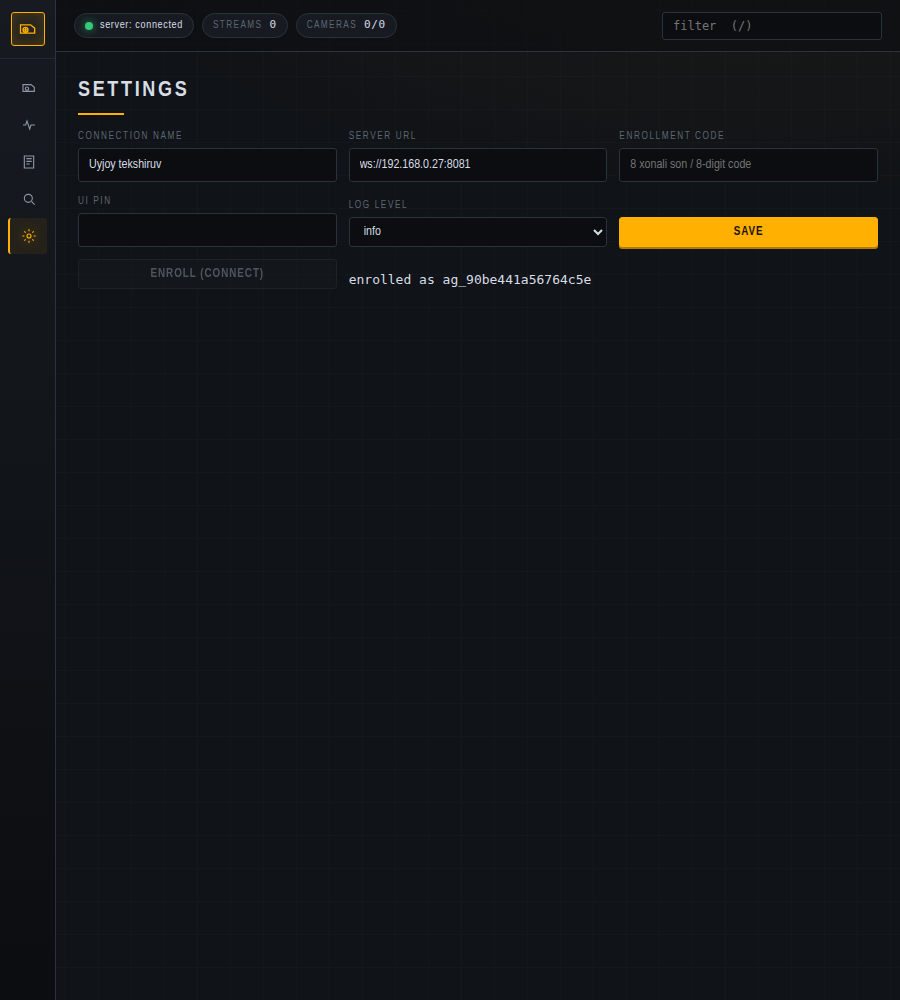 server: connected STREAMS 0 CAMERAS 0/0 filter (/)
SETTINGS
CONNECTION NAME SERVER URL ENROLLMENT CODE
Uyjoy tekshiruv ws://192.168.0.27:8081 8 xonali son / 8-digit code
UI PIN LOG LEVEL
info SAVE
ENROLL (CONNECT) enrolled as ag_90be441a56764c5e